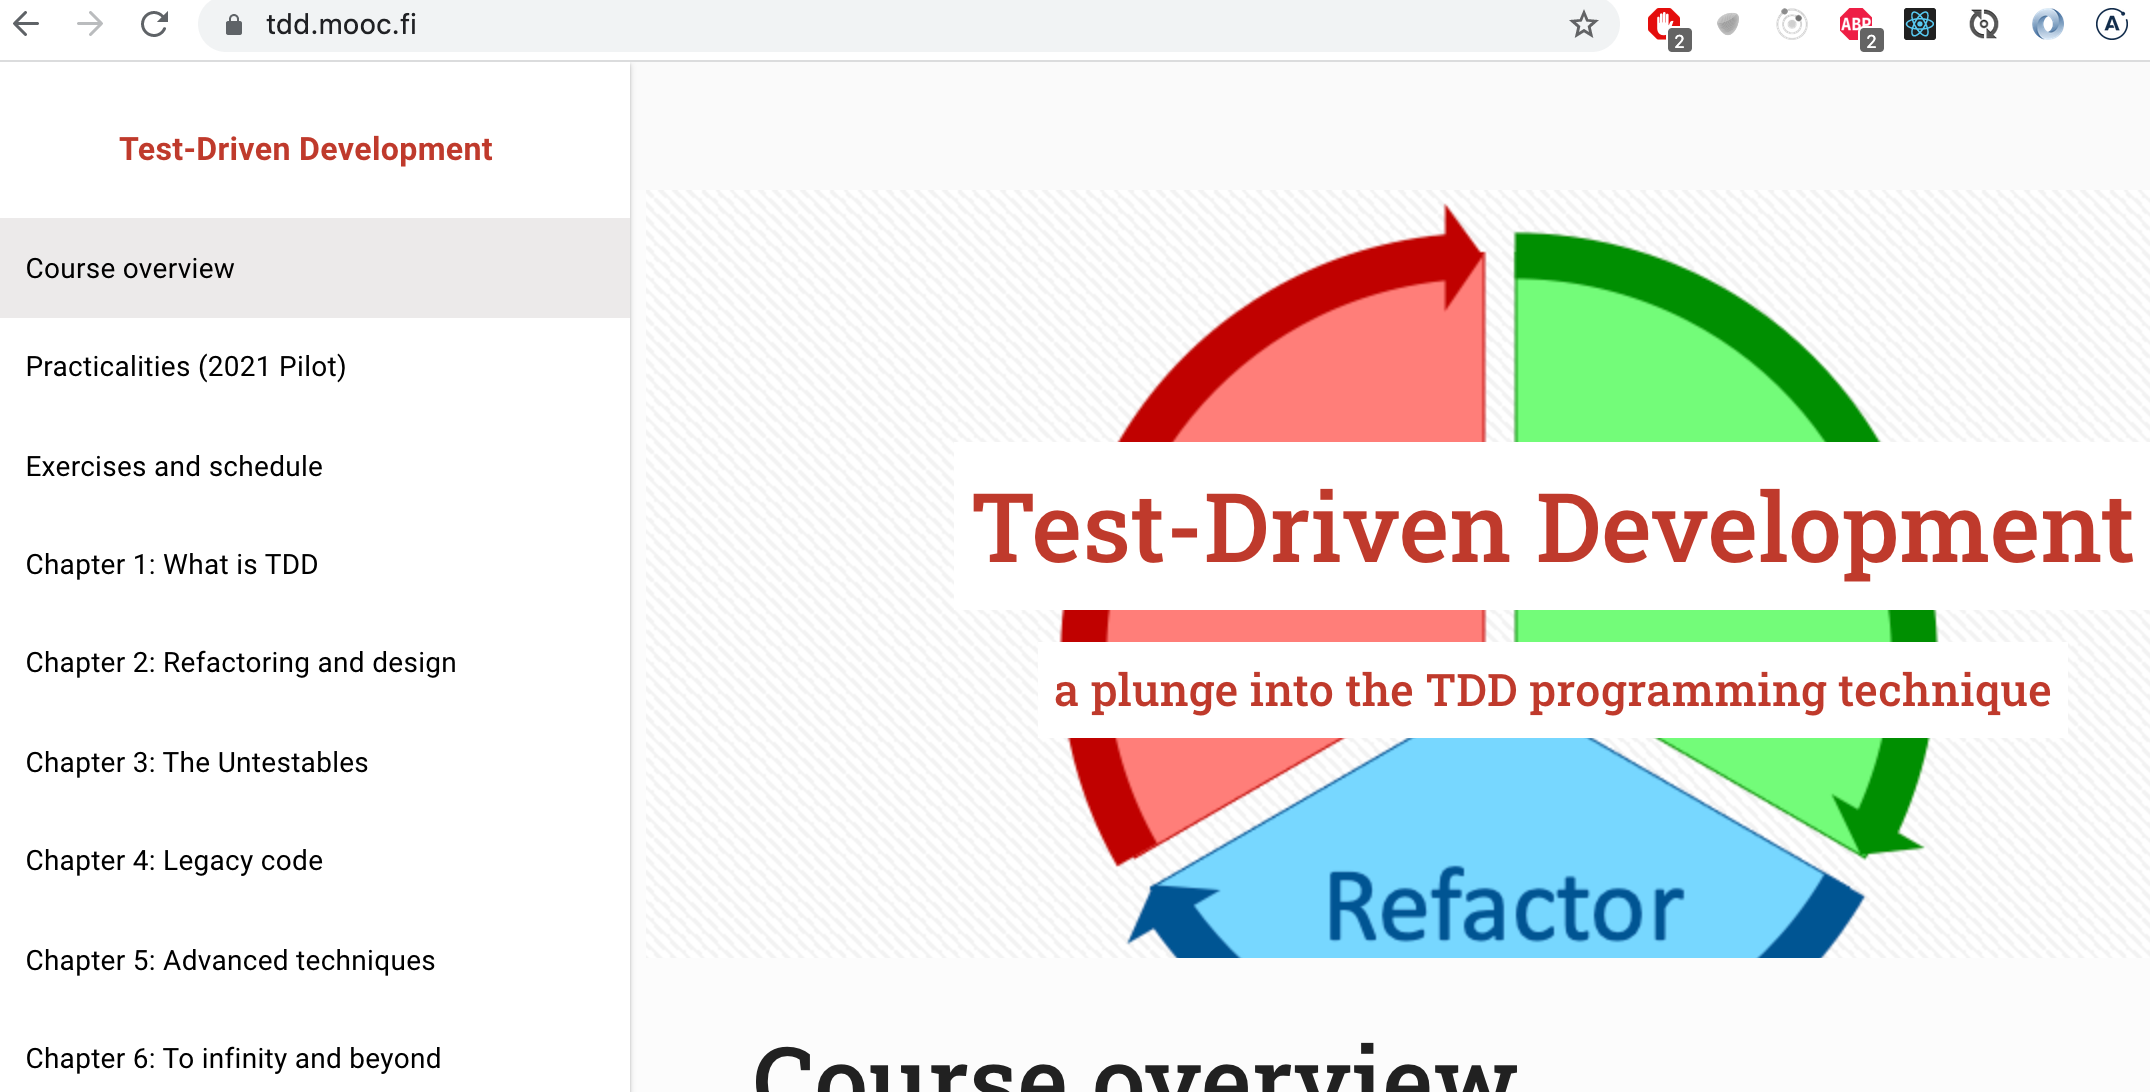 tdd.mooc.fi
2
ABP
2
A
Test-Driven Development
Course overview
Practicalities (2021 Pilot)
Exercises and schedule
Chapter 1: What is TDD
Chapter 2: Refactoring and design
Chapter 3: The Untestables
Chapter 4: Legacy code
Chapter 5: Advanced techniques
Chapter 6: To infinity and beyond
Test-Driven Development
a plunge into the TDD programming technique
Refactor
Course overview